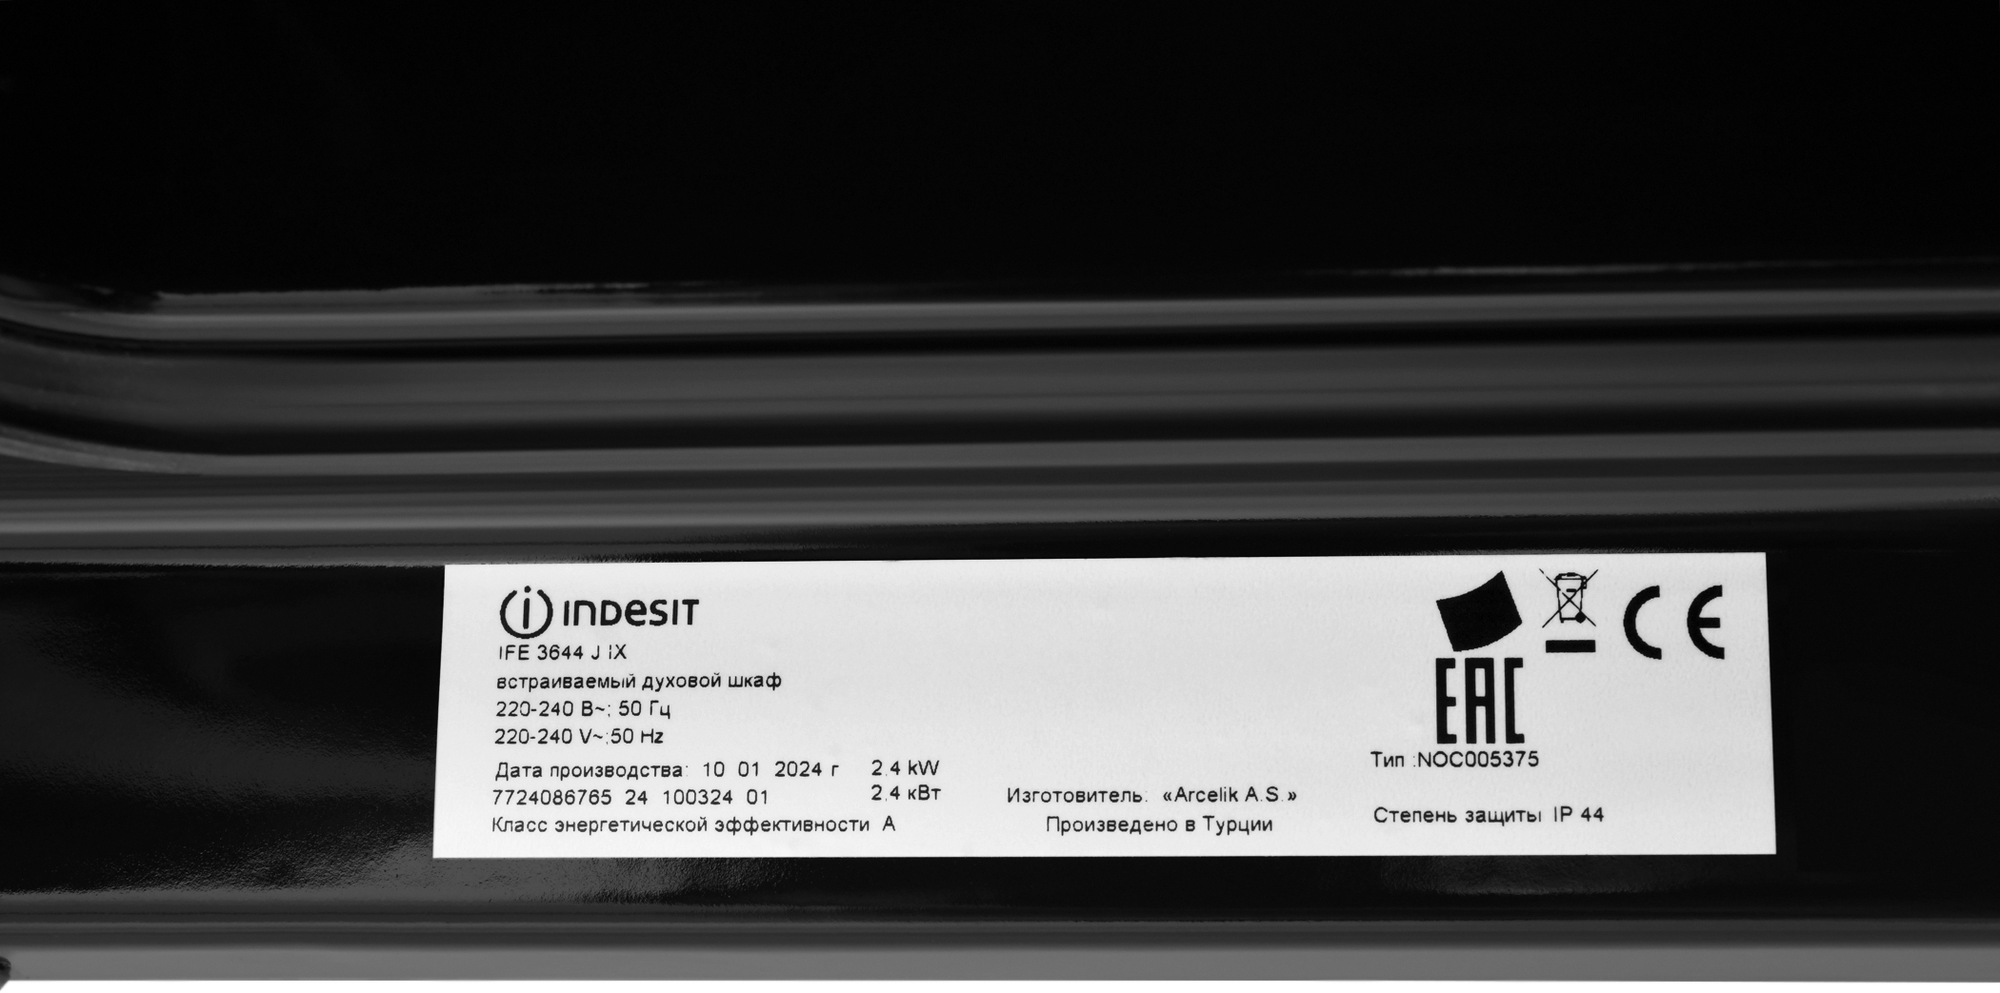 INDESIT
IFE 3644 J IX
встраиваемый духовой шкаф
220-240 В~; 50 Гц
220-240 V~;50 Hz
Дата производства: 10 01 2024 г 2.4 kW
7724086765 24 100324 01 2.4 кВт
Класс энергетической эффективности А
Изготовитель: «Arcelik A.S.»
Произведено в Турции
CE
EAC
Тип :NOC005375
Степень защиты IP 44